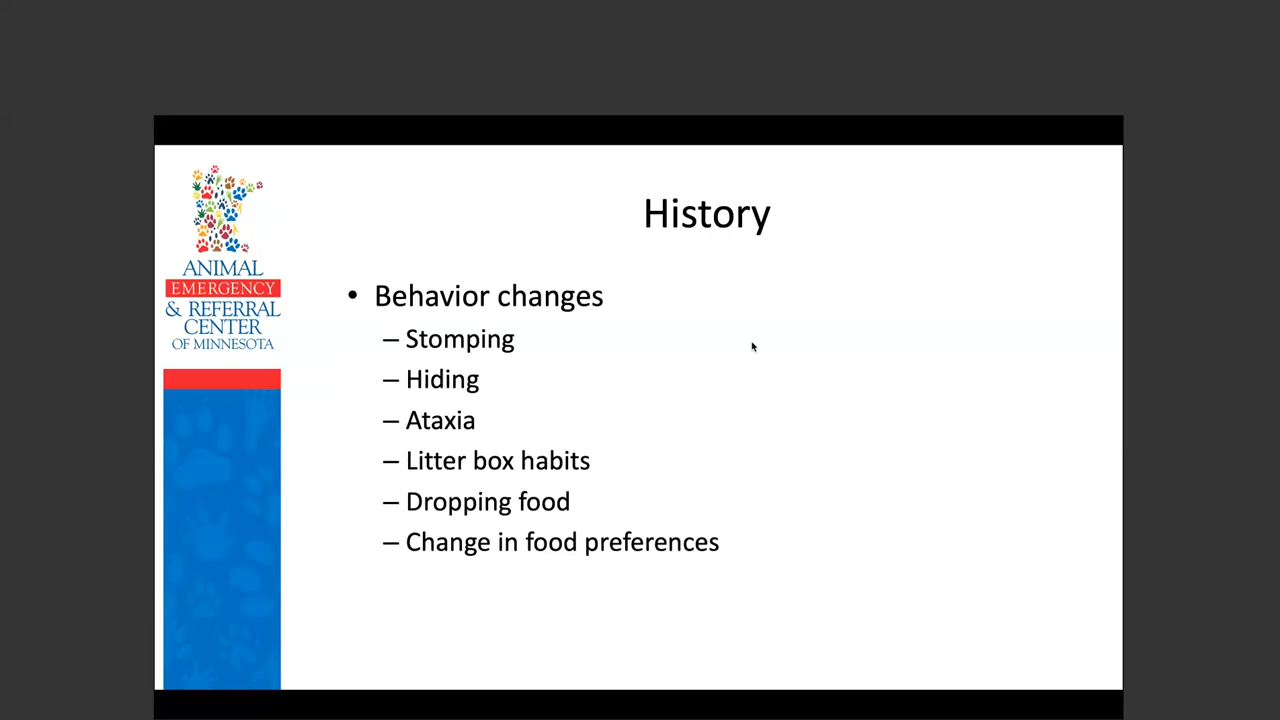 ANIMAL
EMERGENCY
& REFERRAL
CENTER
OF MINNESOTA
History
• Behavior changes
– Stomping
– Hiding
– Ataxia
– Litter box habits
– Dropping food
– Change in food preferences